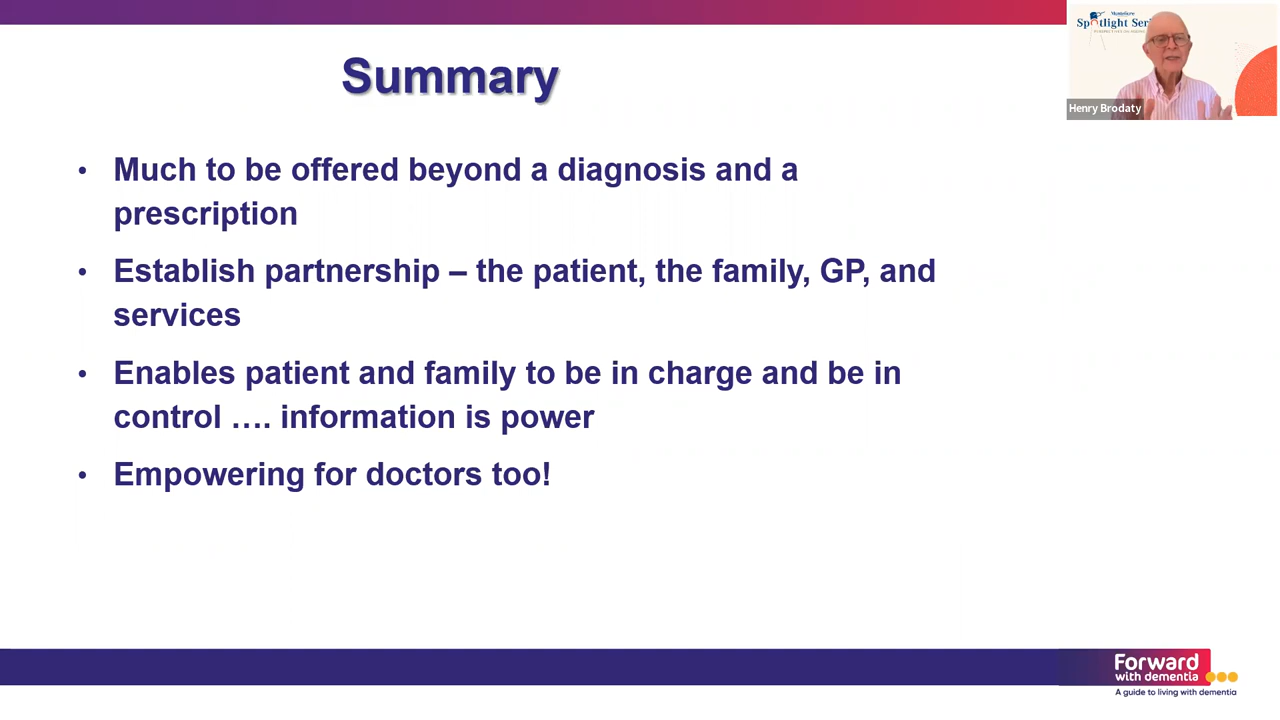 Summary
• Much to be offered beyond a diagnosis and a
prescription
• Establish partnership – the patient, the family, GP, and
services
• Enables patient and family to be in charge and be in
control …. information is power
• Empowering for doctors too!
Spotlight Ser
Henry Brodaty
Forward
with dementia
A guide to living with dementia